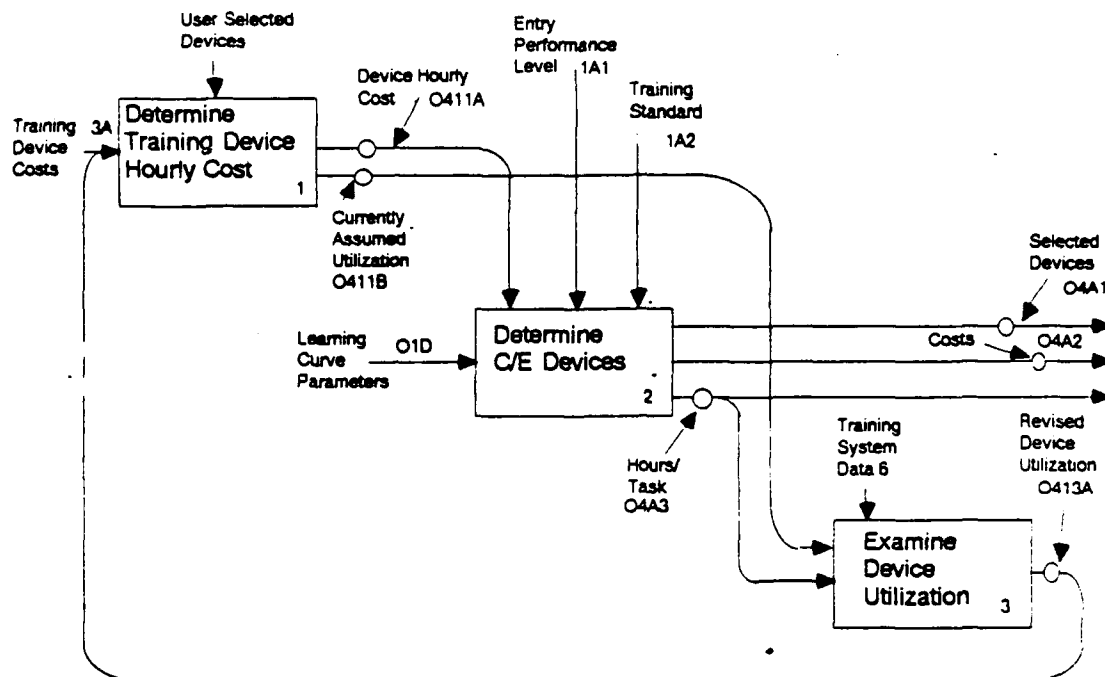 User Selected
Devices
Entry
Performance
Level 1A1
Device Hourly
Cost O411A
Training
Standard
1A2
Training
Device
Costs
3A
Determine
Training Device
Hourly Cost
1
Currently
Assumed
Utilization
O411B
Selected
Devices
O4A1
Learning
Curve
Parameters
O1D
Determine
C/E Devices
2
Costs
O4A2
Hours/
Task
O4A3
Training
System
Data 6
Revised
Device
Utilization
O413A
Examine
Device
Utilization
3